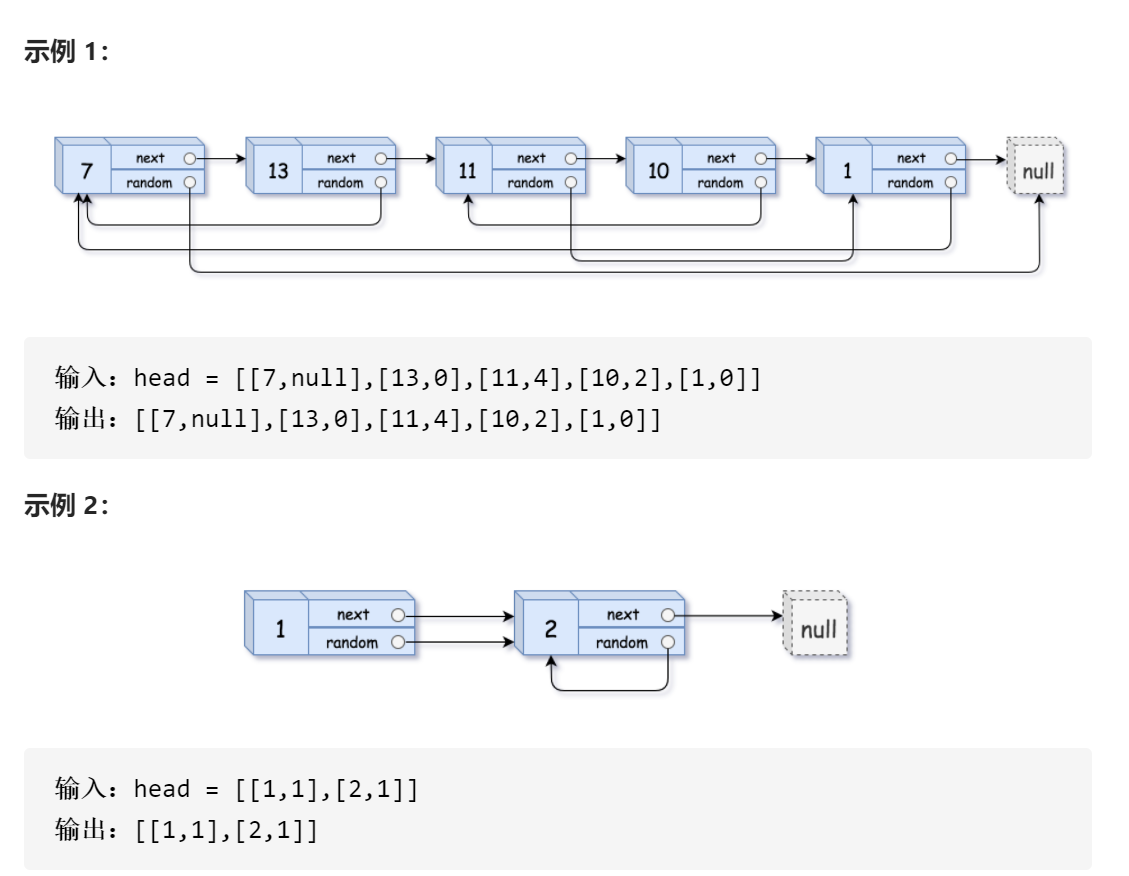 示例 1：
7 next random 13 next random 11 next random 10 next random 1 next random null
输入：head = [[7,null],[13,0],[11,4],[10,2],[1,0]]
输出：[[7,null],[13,0],[11,4],[10,2],[1,0]]
示例 2：
1 next random 2 next random null
输入：head = [[1,1],[2,1]]
输出：[[1,1],[2,1]]